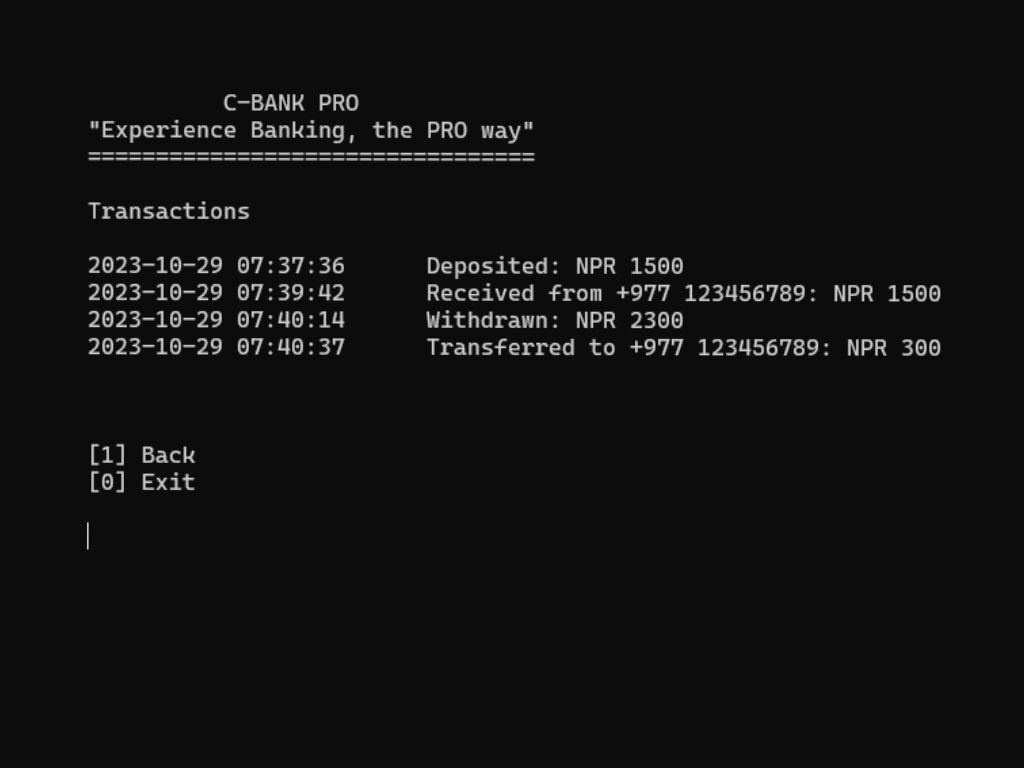 C-BANK PRO
"Experience Banking, the PRO way"
=================================
Transactions
2023-10-29 07:37:36 Deposited: NPR 1500
2023-10-29 07:39:42 Received from +977 123456789: NPR 1500
2023-10-29 07:40:14 Withdrawn: NPR 2300
2023-10-29 07:40:37 Transferred to +977 123456789: NPR 300
[1] Back
[0] Exit